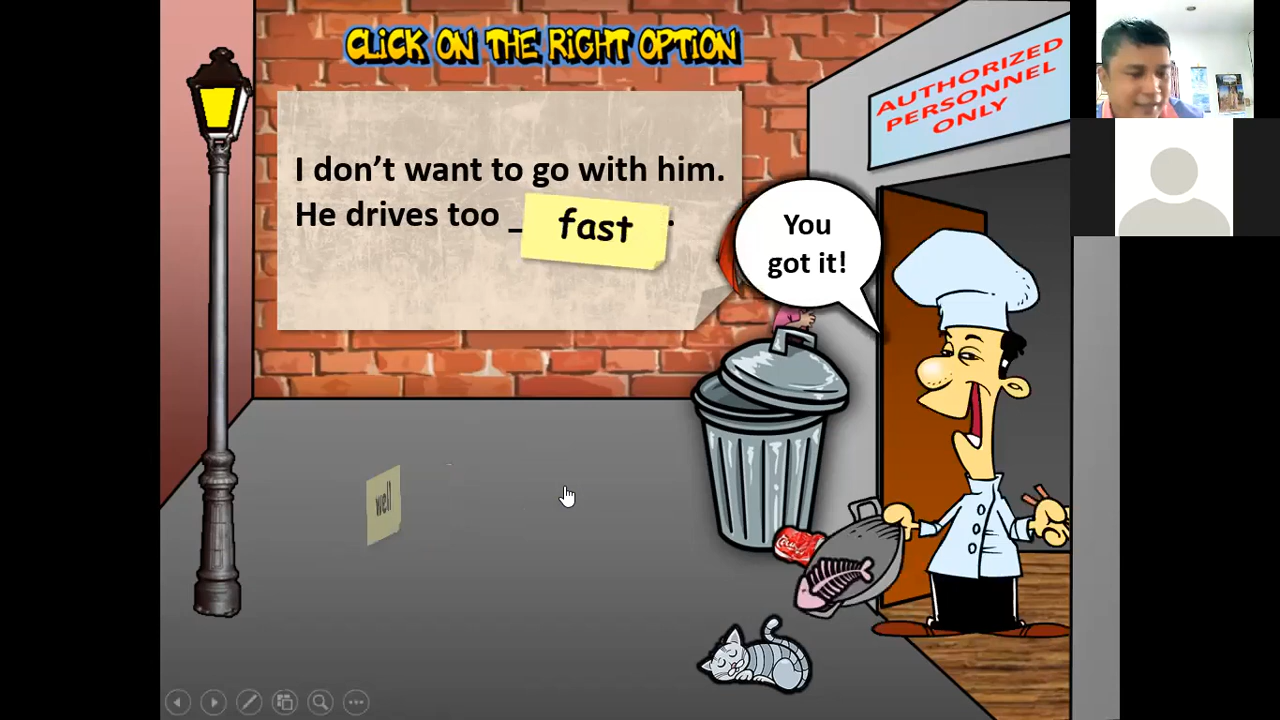 CLICK ON THE RIGHT OPTION
AUTHORIZED
PERSONNEL
ONLY
I don't want to go with him.
He drives too _ fast .
You
got it!
well